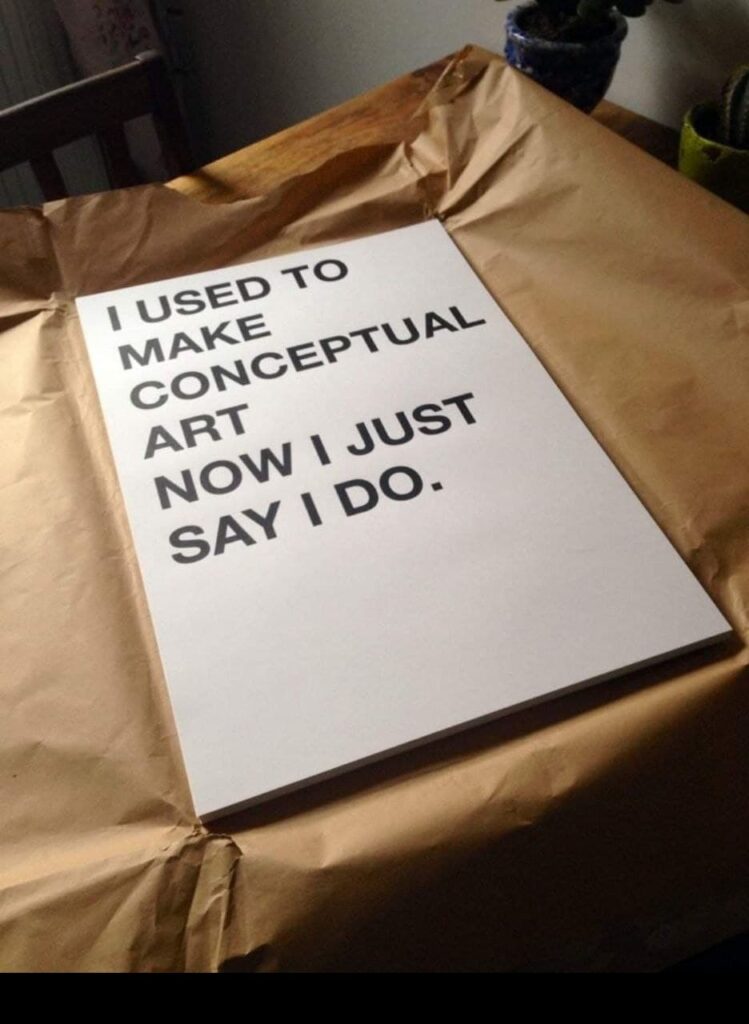 I USED TO
MAKE
CONCEPTUAL
ART
NOW I JUST
SAY I DO.